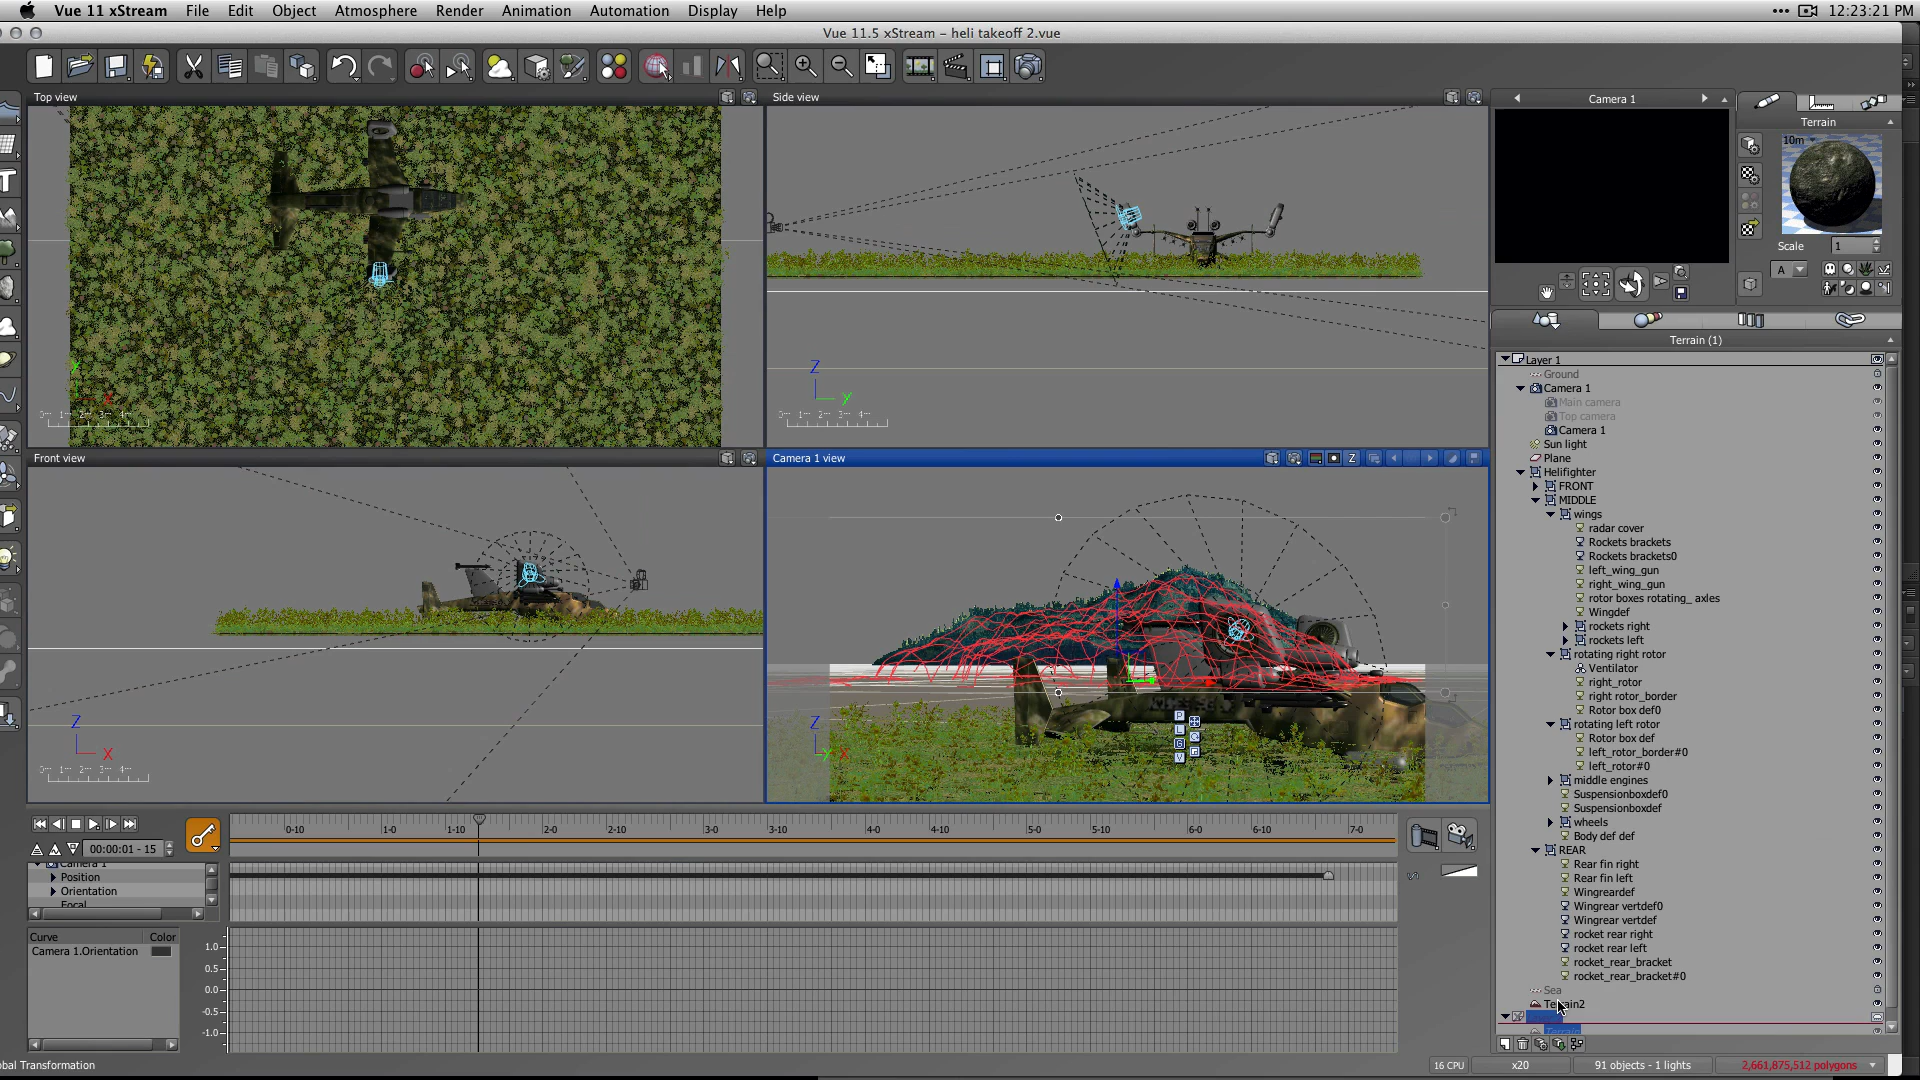 Vue 11 xStream File Edit Object Atmosphere Render Animation Automation Display Help 12:23:21 PM
Vue 11.5 xStream – heli takeoff 2.vue
Top view
Side view
Camera 1
Terrain
10m
Scale 1
A
Z
y
Y
X
Front view
Camera 1 view
Z
Z
X
Z
Y X
P
L
G
V
Terrain (1)
Layer 1
Ground
Camera 1
Main camera
Top camera
Camera 1
Sun light
Plane
Helifighter
FRONT
MIDDLE
wings
radar cover
Rockets brackets
Rockets brackets0
left_wing_gun
right_wing_gun
rotor boxes rotating_ axles
Wingdef
rockets right
rockets left
rotating right rotor
Ventilator
right_rotor
right rotor_border
Rotor box def0
rotating left rotor
Rotor box def
left_rotor_border#0
left_rotor#0
middle engines
Suspensionboxdef0
Suspensionboxdef
wheels
Body def def
REAR
Rear fin right
Rear fin left
Wingreardef
Wingrear vertdef0
Wingrear vertdef
rocket rear right
rocket rear left
rocket_rear_bracket
rocket_rear_bracket#0
Sea
Terrain2
Terrain
0-10 1-0 1-10 2-0 2-10 3-0 3-10 4-0 4-10 5-0 5-10 6-0 6-10 7-0
00:00:01 - 15
Camera 1
Position
Orientation
Focal
Curve Color
Camera 1.Orientation
1.0
0.5
0.0
-0.5
-1.0
bal Transformation
16 CPU x20 91 objects - 1 lights 2,661,875,512 polygons